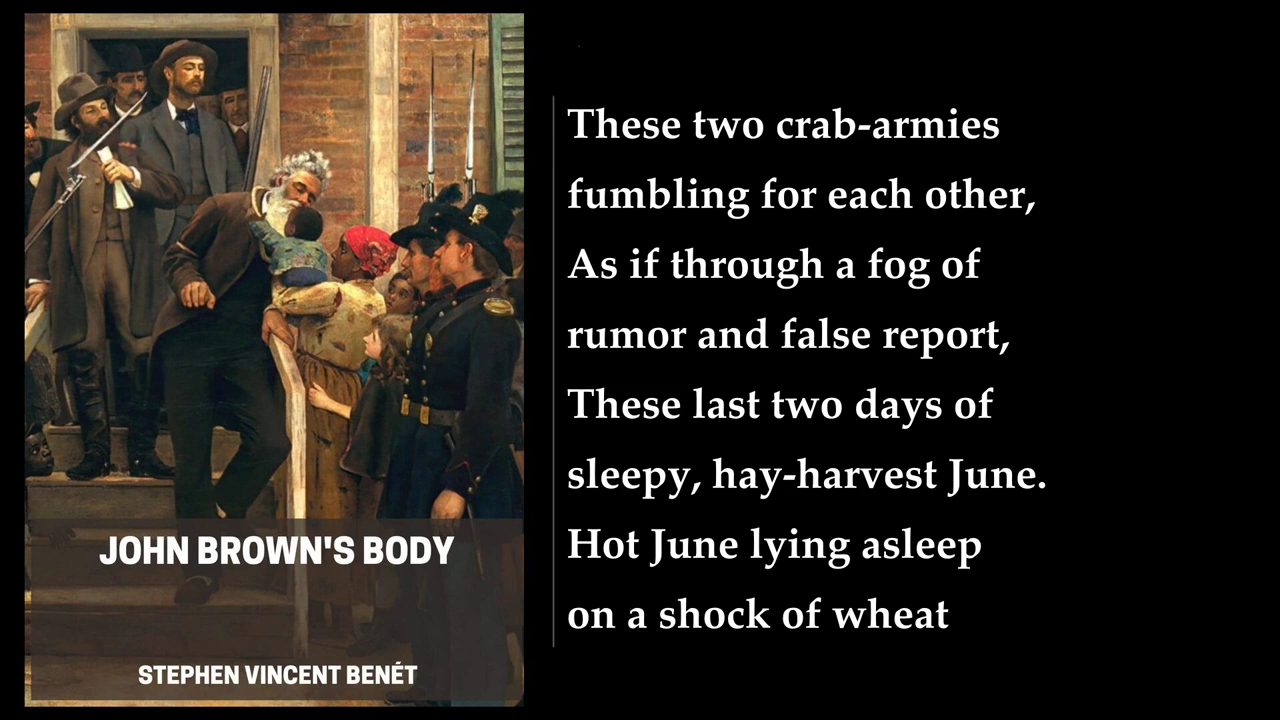 These two crab-armies
fumbling for each other,
As if through a fog of
rumor and false report,
These last two days of
sleepy, hay-harvest June.
Hot June lying asleep
on a shock of wheat
JOHN BROWN'S BODY
STEPHEN VINCENT BENÉT